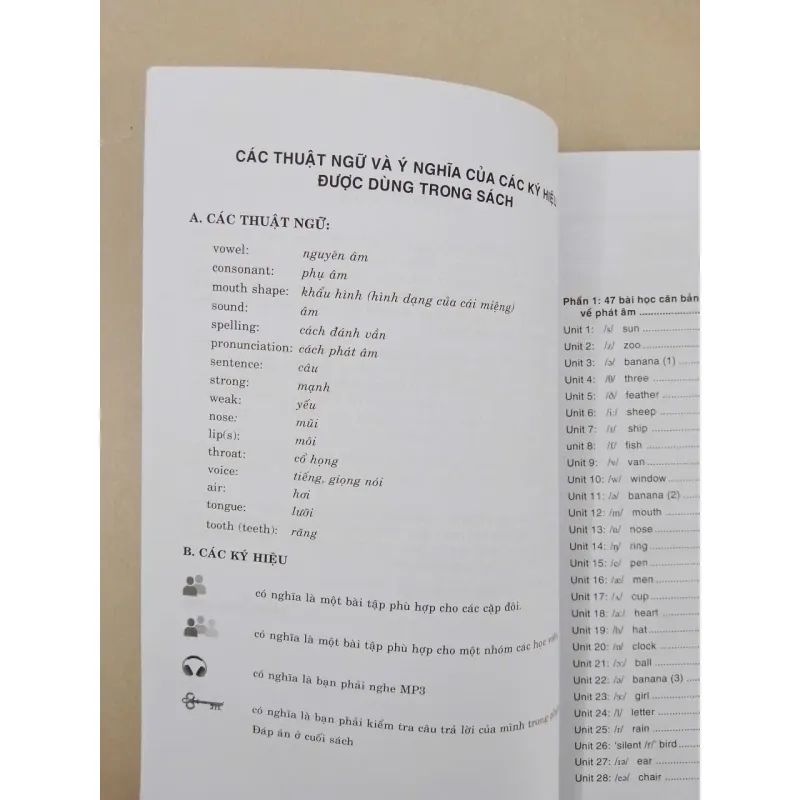 CÁC THUẬT NGỮ VÀ Ý NGHĨA CỦA CÁC KÝ HIỆU
ĐƯỢC DÙNG TRONG SÁCH
A. CÁC THUẬT NGỮ:
vowel: nguyên âm
consonant: phụ âm
mouth shape: khẩu hình (hình dạng của cái miệng)
sound: âm
spelling: cách đánh vần
pronunciation: cách phát âm
sentence: câu
strong: mạnh
weak: yếu
nose: mũi
lip(s): môi
throat: cổ họng
voice: tiếng, giọng nói
air: hơi
tongue: lưỡi
tooth (teeth): răng
B. CÁC KÝ HIỆU
có nghĩa là một bài tập phù hợp cho các cặp đôi.
có nghĩa là một bài tập phù hợp cho một nhóm các học
có nghĩa là bạn phải nghe MP3
có nghĩa là bạn phải kiểm tra câu trả lời của mình trong
Đáp án ở cuối sách
Phần 1: 47 bài học căn bản
về phát âm ....................
Unit 1: /s/ sun ..................
Unit 2: /z/ zoo ..................
Unit 3: /ə/ banana (1) .......
Unit 4: /θ/ three ...............
Unit 5: /ð/ feather ............
Unit 6: /i:/ sheep ..............
Unit 7: /ɪ/ ship .................
unit 8: /f/ fish ..................
Unit 9: /v/ van .................
Unit 10: /w/ window ..........
Unit 11: /ə/ banana (2) ......
Unit 12: /m/ mouth ...........
Unit 13: /n/ nose ..............
Unit 14: /ŋ/ ring ...............
Unit 15: /e/ pen ................
Unit 16: /æ/ men ..............
Unit 17: /ʌ/ cup ................
Unit 18: /a:/ heart .............
Unit 19: /h/ hat .................
Unit 20: /ɒ/ clock ..............
Unit 21: /ɔ:/ ball ...............
Unit 22: /ə/ banana (3) ......
Unit 23: /ɜ:/ girl ................
Unit 24: /l/ letter ...............
Unit 25: /r/ rain .................
Unit 26: 'silent /r/' bird .......
Unit 27: /ɪə/ ear ...............
Unit 28: /eə/ chair ............